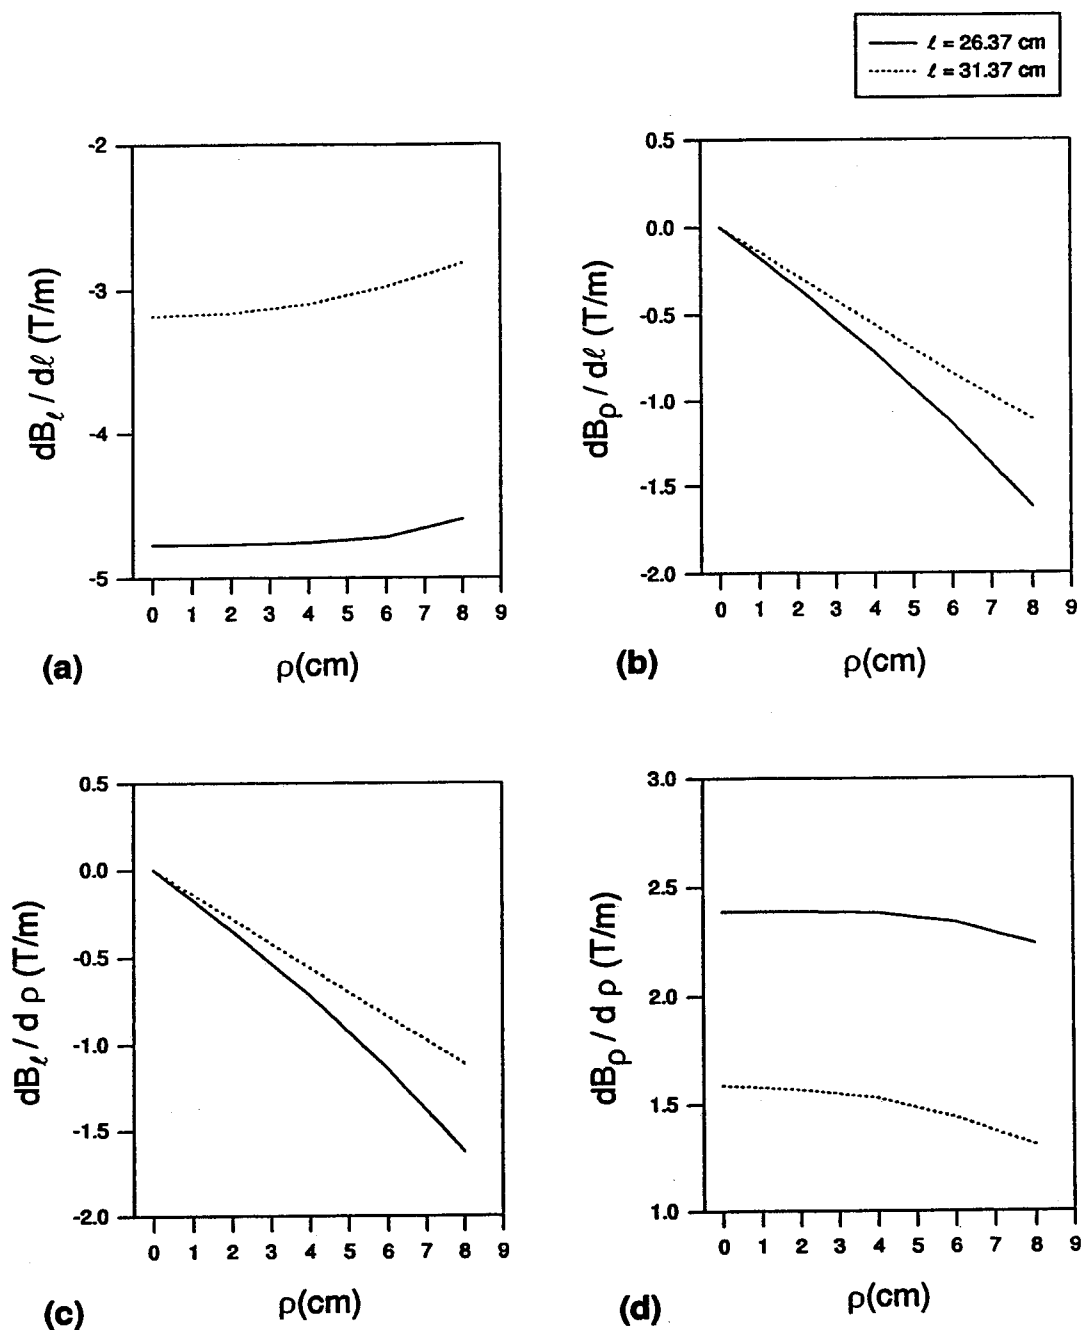 ℓ = 26.37 cm
ℓ = 31.37 cm
-2
-3
-4
-5
dBℓ / dℓ (T/m)
0 1 2 3 4 5 6 7 8 9
(a) ρ(cm)
0.5
0.0
-0.5
-1.0
-1.5
-2.0
dBρ / dℓ (T/m)
0 1 2 3 4 5 6 7 8 9
(b) ρ(cm)
0.5
0.0
-0.5
-1.0
-1.5
-2.0
dBℓ / d ρ (T/m)
0 1 2 3 4 5 6 7 8 9
(c) ρ(cm)
3.0
2.5
2.0
1.5
1.0
dBρ / d ρ (T/m)
0 1 2 3 4 5 6 7 8 9
(d) ρ(cm)